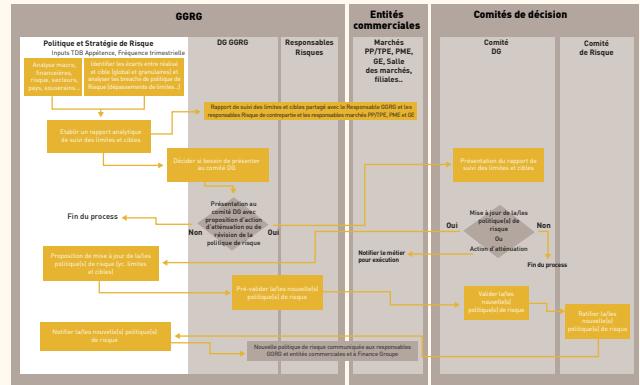 GGRG
Entités
commerciales
Comités de décision
Politique et Stratégie de Risque
Inputs TDB Appétence, Fréquence trimestrielle
DG GGRG
Responsables
Risques
Marchés
PP/TPE, PME,
GE, Salle
des marchés,
filiales..
Comité
DG
Comité
de Risque
Analyse macro,
financières,
risque, secteurs,
pays, souverains...
Identifier les écarts entre réalisé
et cible (global et granulaires) et
analyser les breachs de politique de
Risque (dépassements de limites...)
Rapport de suivi des limites et cibles partagé avec le Responsable GGRG et les
responsables Risque de contrepartie et les responsables marchés PP/TPE, PME et GE
Etablir un rapport analytique
de suivi des limites et cibles
Décider si besoin de présenter
au comité DG
Présentation du rapport de
suivi des limites et cibles
Présentation au
comité DG avec
proposition d'action
d'atténuation ou de
révision de la
politique de risque
Fin du process
Non
Oui
Mise à jour de la/les
politique(s) de
risque
Ou
Action d'atténuation
Oui
Non
Fin du process
Notifier le métier
pour exécution
Proposition de mise à jour de la/les
politique(s) de risque (yc. limites
et cibles)
Pré-valider la/les nouvelle(s)
politique(s) de risque
Valider la/les
nouvelle(s)
politique(s) de risque
Ratifier la/les
nouvelle(s)
politique(s) de risque
Notifier la/les nouvelle(s) politique(s)
de risque
Nouvelle politique de risque communiquée aux responsables
GGRG et entités commerciales et à Finance Groupe